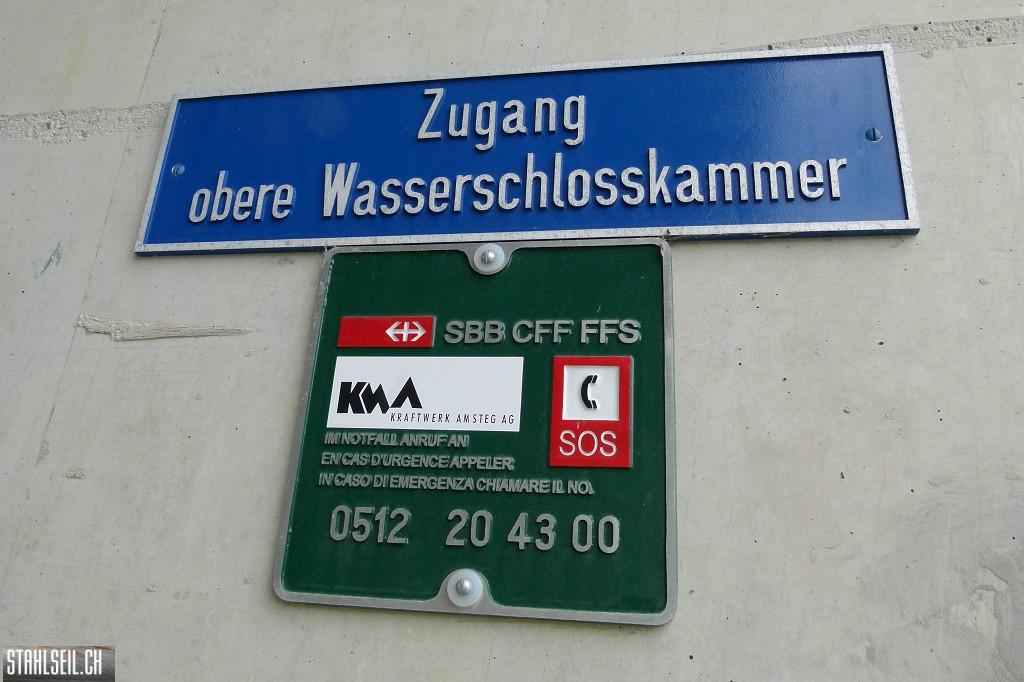 Zugang
obere Wasserschlosskammer
SBB CFF FFS
KWA
KRAFTWERK AMSTEG AG
SOS
IM NOTFALL ANRUF AN
EN CAS D'URGENCE APPELER
IN CASO DI EMERGENZA CHIAMARE IL NO.
0512 20 43 00
STAHLSEIL.CH